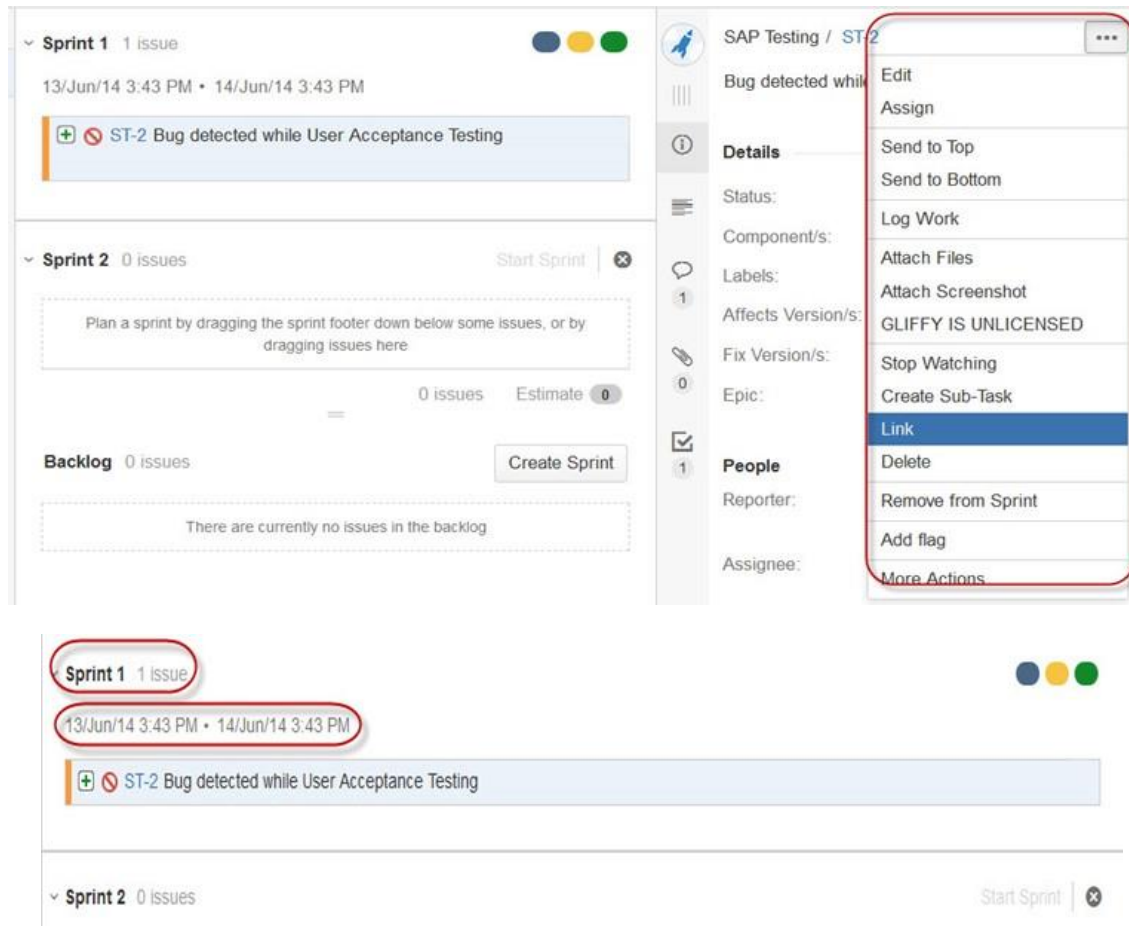 Sprint 1 1 issue
13/Jun/14 3:43 PM • 14/Jun/14 3:43 PM
ST-2 Bug detected while User Acceptance Testing
Sprint 2 0 issues Start Sprint
Plan a sprint by dragging the sprint footer down below some issues, or by
dragging issues here
0 issues Estimate 0
Backlog 0 issues Create Sprint
There are currently no issues in the backlog
1
0
1
SAP Testing / ST-2
Bug detected while
Details
Status:
Component/s:
Labels:
Affects Version/s:
Fix Version/s:
Epic:
People
Reporter:
Assignee:
Edit
Assign
Send to Top
Send to Bottom
Log Work
Attach Files
Attach Screenshot
GLIFFY IS UNLICENSED
Stop Watching
Create Sub-Task
Link
Delete
Remove from Sprint
Add flag
More Actions
Sprint 1 1 issue
13/Jun/14 3:43 PM • 14/Jun/14 3:43 PM
ST-2 Bug detected while User Acceptance Testing
Sprint 2 0 issues Start Sprint